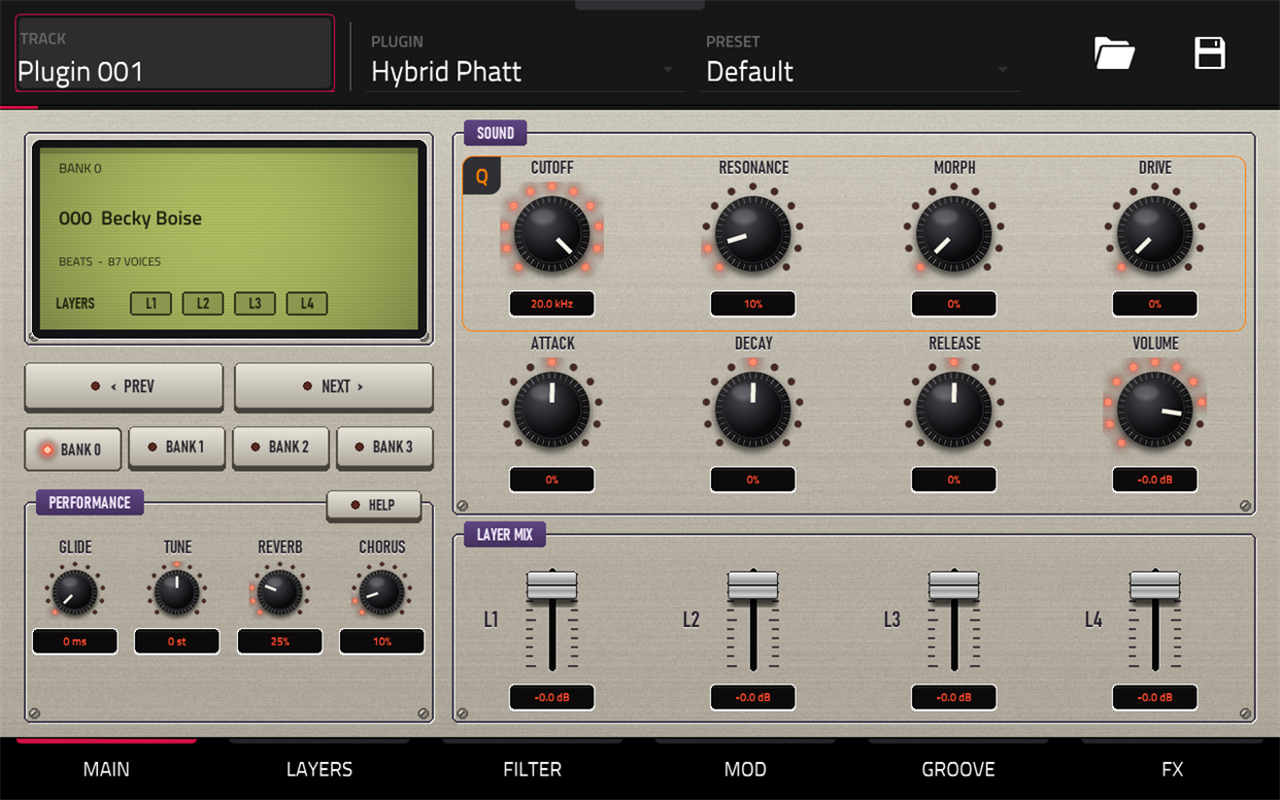 TRACK
Plugin 001
PLUGIN
Hybrid Phatt
PRESET
Default
BANK 0
000 Becky Boise
BEATS - 87 VOICES
LAYERS L1 L2 L3 L4
‹ PREV
NEXT ›
BANK 0
BANK 1
BANK 2
BANK 3
PERFORMANCE
HELP
GLIDE TUNE REVERB CHORUS
0 ms 0 st 25% 10%
SOUND
Q
CUTOFF RESONANCE MORPH DRIVE
20.0 kHz 10% 0% 0%
ATTACK DECAY RELEASE VOLUME
0% 0% 0% -0.0 dB
LAYER MIX
L1 L2 L3 L4
-0.0 dB -0.0 dB -0.0 dB -0.0 dB
MAIN LAYERS FILTER MOD GROOVE FX